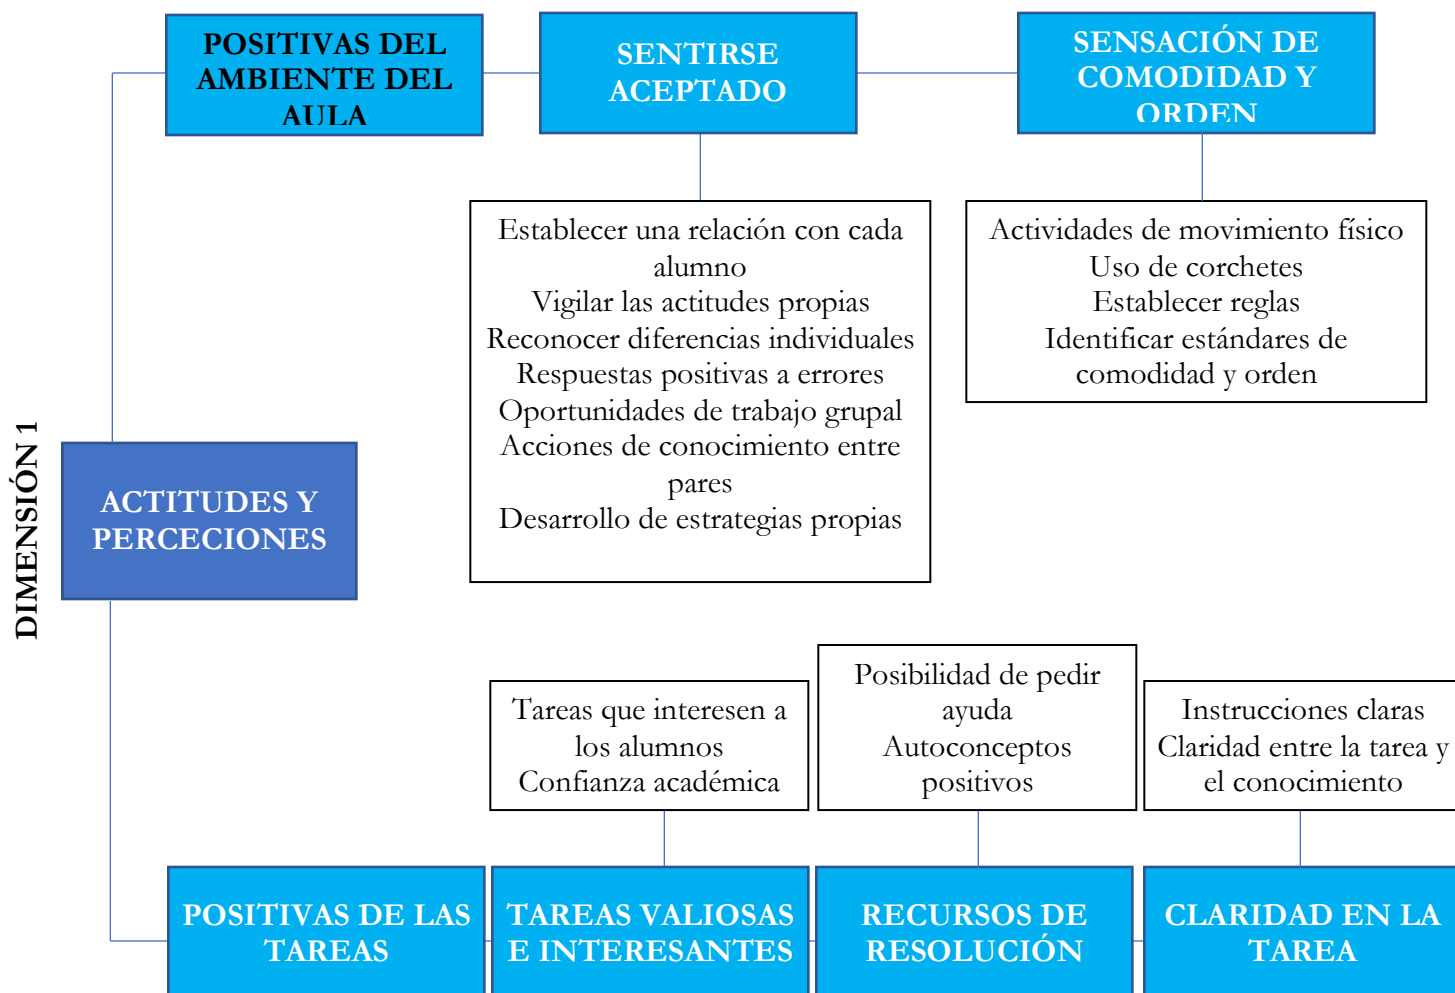 POSITIVAS DEL
AMBIENTE DEL
AULA
SENTIRSE
ACEPTADO
SENSACIÓN DE
COMODIDAD Y
ORDEN
Establecer una relación con cada
alumno
Vigilar las actitudes propias
Reconocer diferencias individuales
Respuestas positivas a errores
Oportunidades de trabajo grupal
Acciones de conocimiento entre
pares
Desarrollo de estrategias propias
Actividades de movimiento físico
Uso de corchetes
Establecer reglas
Identificar estándares de
comodidad y orden
DIMENSIÓN 1
ACTITUDES Y
PERCECIONES
Tareas que interesen a
los alumnos
Confianza académica
Posibilidad de pedir
ayuda
Autoconceptos
positivos
Instrucciones claras
Claridad entre la tarea y
el conocimiento
POSITIVAS DE LAS
TAREAS
TAREAS VALIOSAS
E INTERESANTES
RECURSOS DE
RESOLUCIÓN
CLARIDAD EN LA
TAREA